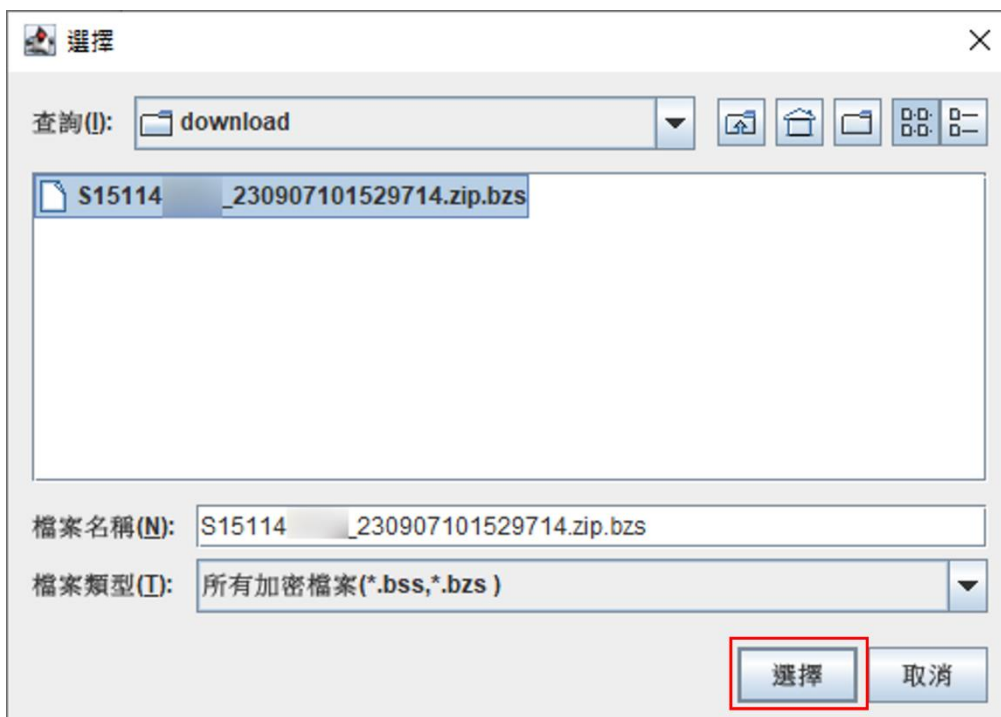 選擇
查詢(I): download
S15114 _230907101529714.zip.bzs
檔案名稱(N): S15114 _230907101529714.zip.bzs
檔案類型(T): 所有加密檔案(*.bss,*.bzs )
選擇 取消